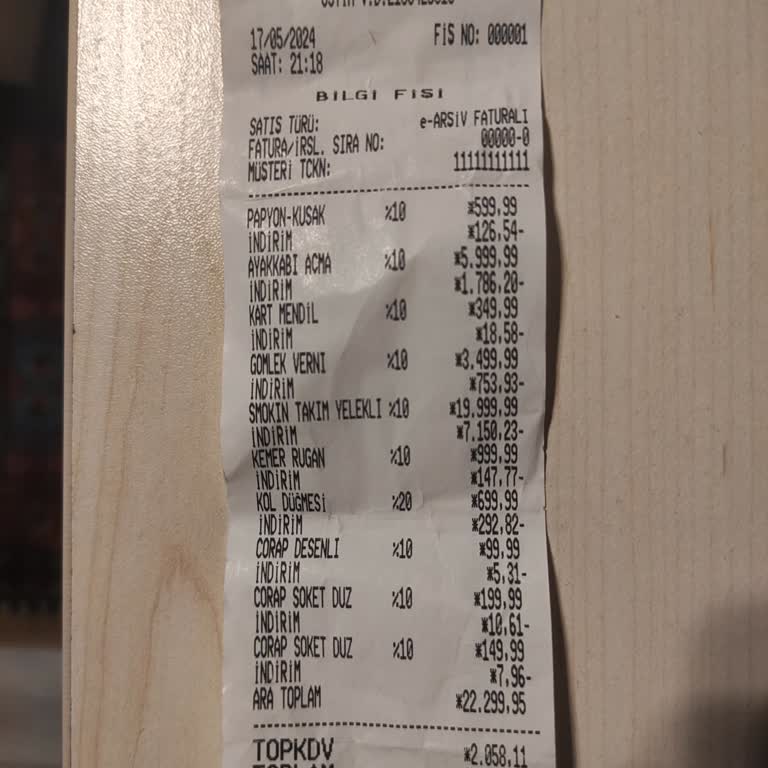 17/05/2024 FİS NO: 000001
SAAT: 21:18
BILGI FISI
SATIS TÜRÜ: e-ARSİV FATURALI
FATURA/İRSL. SIRA NO: 00000-0
MÜSTERİ TCKN: 11111111111
PAPYON-KUSAK %10 *599,99
İNDİRİM *126,54-
AYAKKABI ACMA %10 *5.999,99
İNDİRİM *1.786,20-
KART MENDİL %10 *349,99
İNDİRİM *18,58-
GOMLEK VERNI %10 *3.499,99
İNDİRİM *753,93-
SMOKIN TAKIM YELEKLI %10 *19.999,99
İNDİRİM *7.150,23-
KEMER RUGAN %10 *999,99
İNDİRİM *147,77-
KOL DÜĞMESİ %20 *699,99
İNDİRİM *292,82-
CORAP DESENLI %10 *99,99
İNDİRİM *5,31-
CORAP SOKET DUZ %10 *199,99
İNDİRİM *10,61-
CORAP SOKET DUZ %10 *149,99
İNDİRİM *7,96-
ARA TOPLAM *22.299,95
TOPKDV *2.058,11
TOPLAM